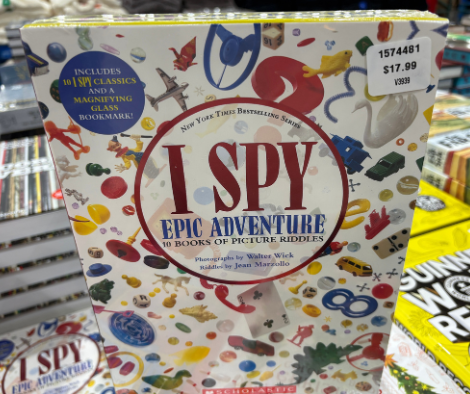 1574481
$17.99
V3939
INCLUDES
10 I SPY CLASSICS
AND A
MAGNIFYING
GLASS
BOOKMARK!
NEW YORK TIMES BESTSELLING SERIES
I SPY
EPIC ADVENTURE
10 BOOKS OF PICTURE RIDDLES
Photographs by Walter Wick
Riddles by Jean Marzollo
SCHOLASTIC
I SPY
EPIC ADVENTURE